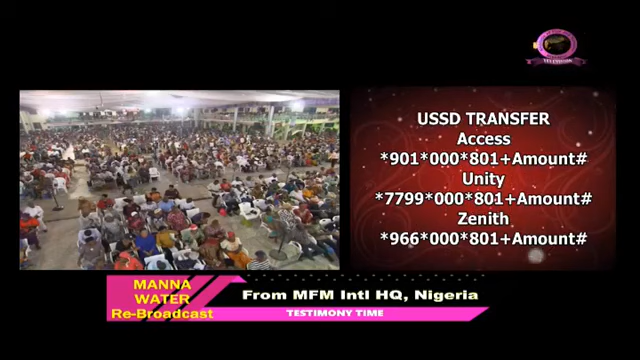 TELEVISION
USSD TRANSFER
Access
*901*000*801+Amount#
Unity
*7799*000*801+Amount#
Zenith
*966*000*801+Amount#
MANNA
WATER
Re-Broadcast
From MFM Intl HQ, Nigeria
TESTIMONY TIME